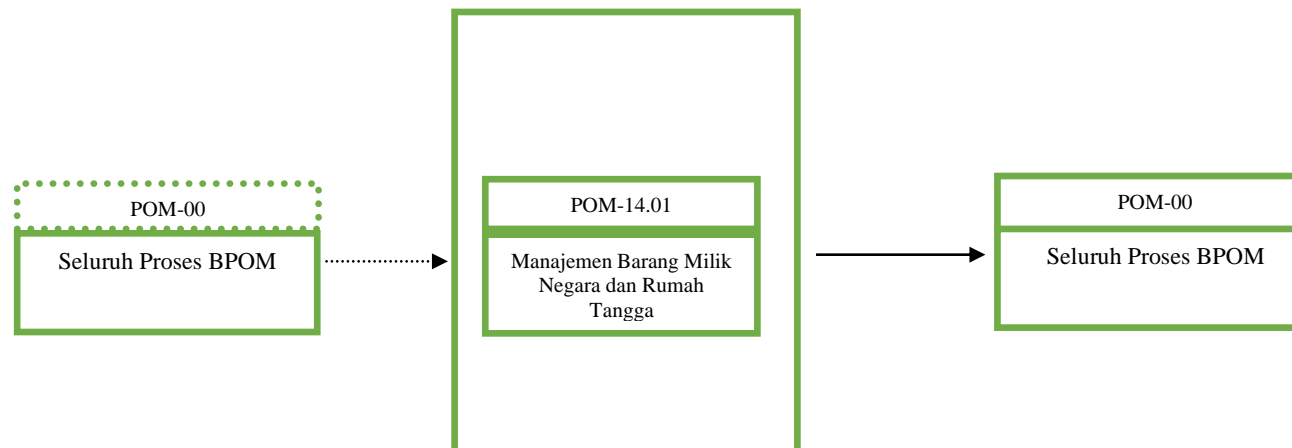 POM-00
Seluruh Proses BPOM
POM-14.01
Manajemen Barang Milik
Negara dan Rumah
Tangga
POM-00
Seluruh Proses BPOM